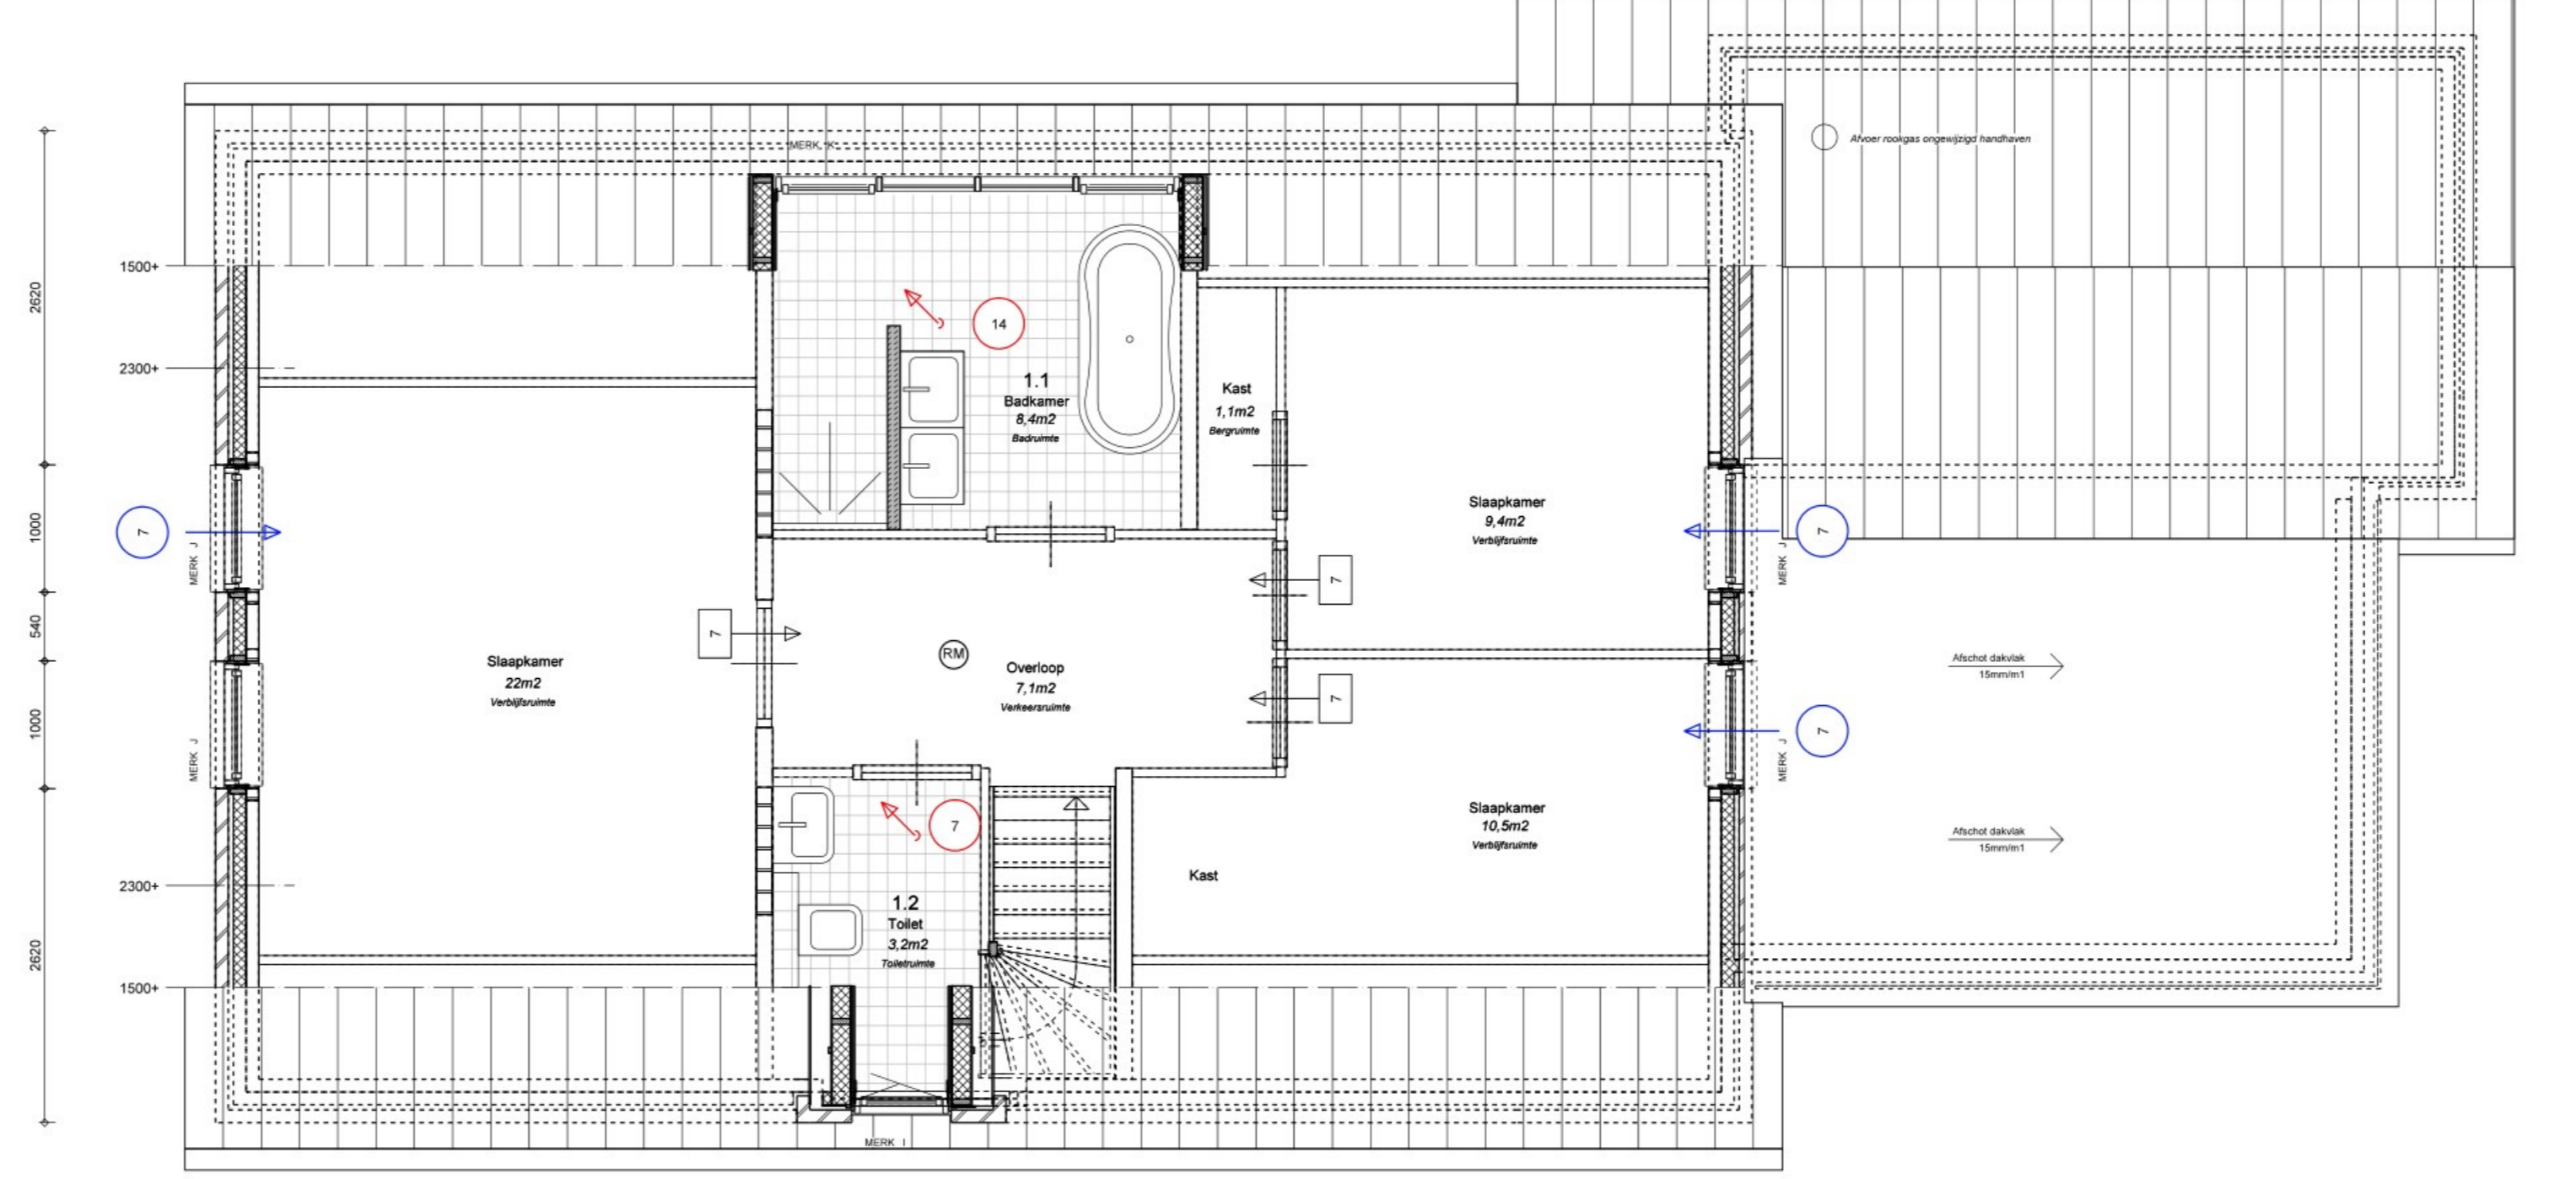 MERK K
Afvoer rookgas ongewijzigd handhaven
1500+
2620
2300+
14
1.1
Badkamer
8,4m2
Badruimte
Kast
1,1m2
Bergruimte
Slaapkamer
9,4m2
Verblijfsruimte
7
MERK J
1000
7
MERK J
7
540
7
Slaapkamer
22m2
Verblijfsruimte
RM
Overloop
7,1m2
Verkeersruimte
7
Afschot dakvlak
15mm/m1
1000
MERK J
7
MERK J
7
Slaapkamer
10,5m2
Verblijfsruimte
Afschot dakvlak
15mm/m1
Kast
2300+
1.2
Toilet
3,2m2
Toiletruimte
2620
1500+
MERK I